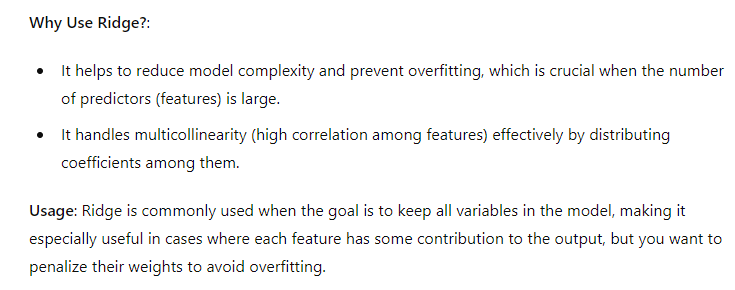 Why Use Ridge?:
• It helps to reduce model complexity and prevent overfitting, which is crucial when the number
of predictors (features) is large.
• It handles multicollinearity (high correlation among features) effectively by distributing
coefficients among them.
Usage: Ridge is commonly used when the goal is to keep all variables in the model, making it
especially useful in cases where each feature has some contribution to the output, but you want to
penalize their weights to avoid overfitting.